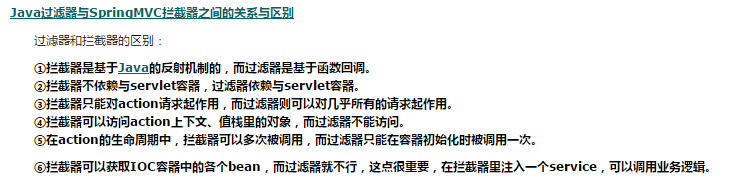 Java过滤器与SpringMVC拦截器之间的关系与区别
过滤器和拦截器的区别：
①拦截器是基于Java的反射机制的，而过滤器是基于函数回调。
②拦截器不依赖与servlet容器，过滤器依赖与servlet容器。
③拦截器只能对action请求起作用，而过滤器则可以对几乎所有的请求起作用。
④拦截器可以访问action上下文、值栈里的对象，而过滤器不能访问。
⑤在action的生命周期中，拦截器可以多次被调用，而过滤器只能在容器初始化时被调用一次。
⑥拦截器可以获取IOC容器中的各个bean，而过滤器就不行，这点很重要，在拦截器里注入一个service，可以调用业务逻辑。